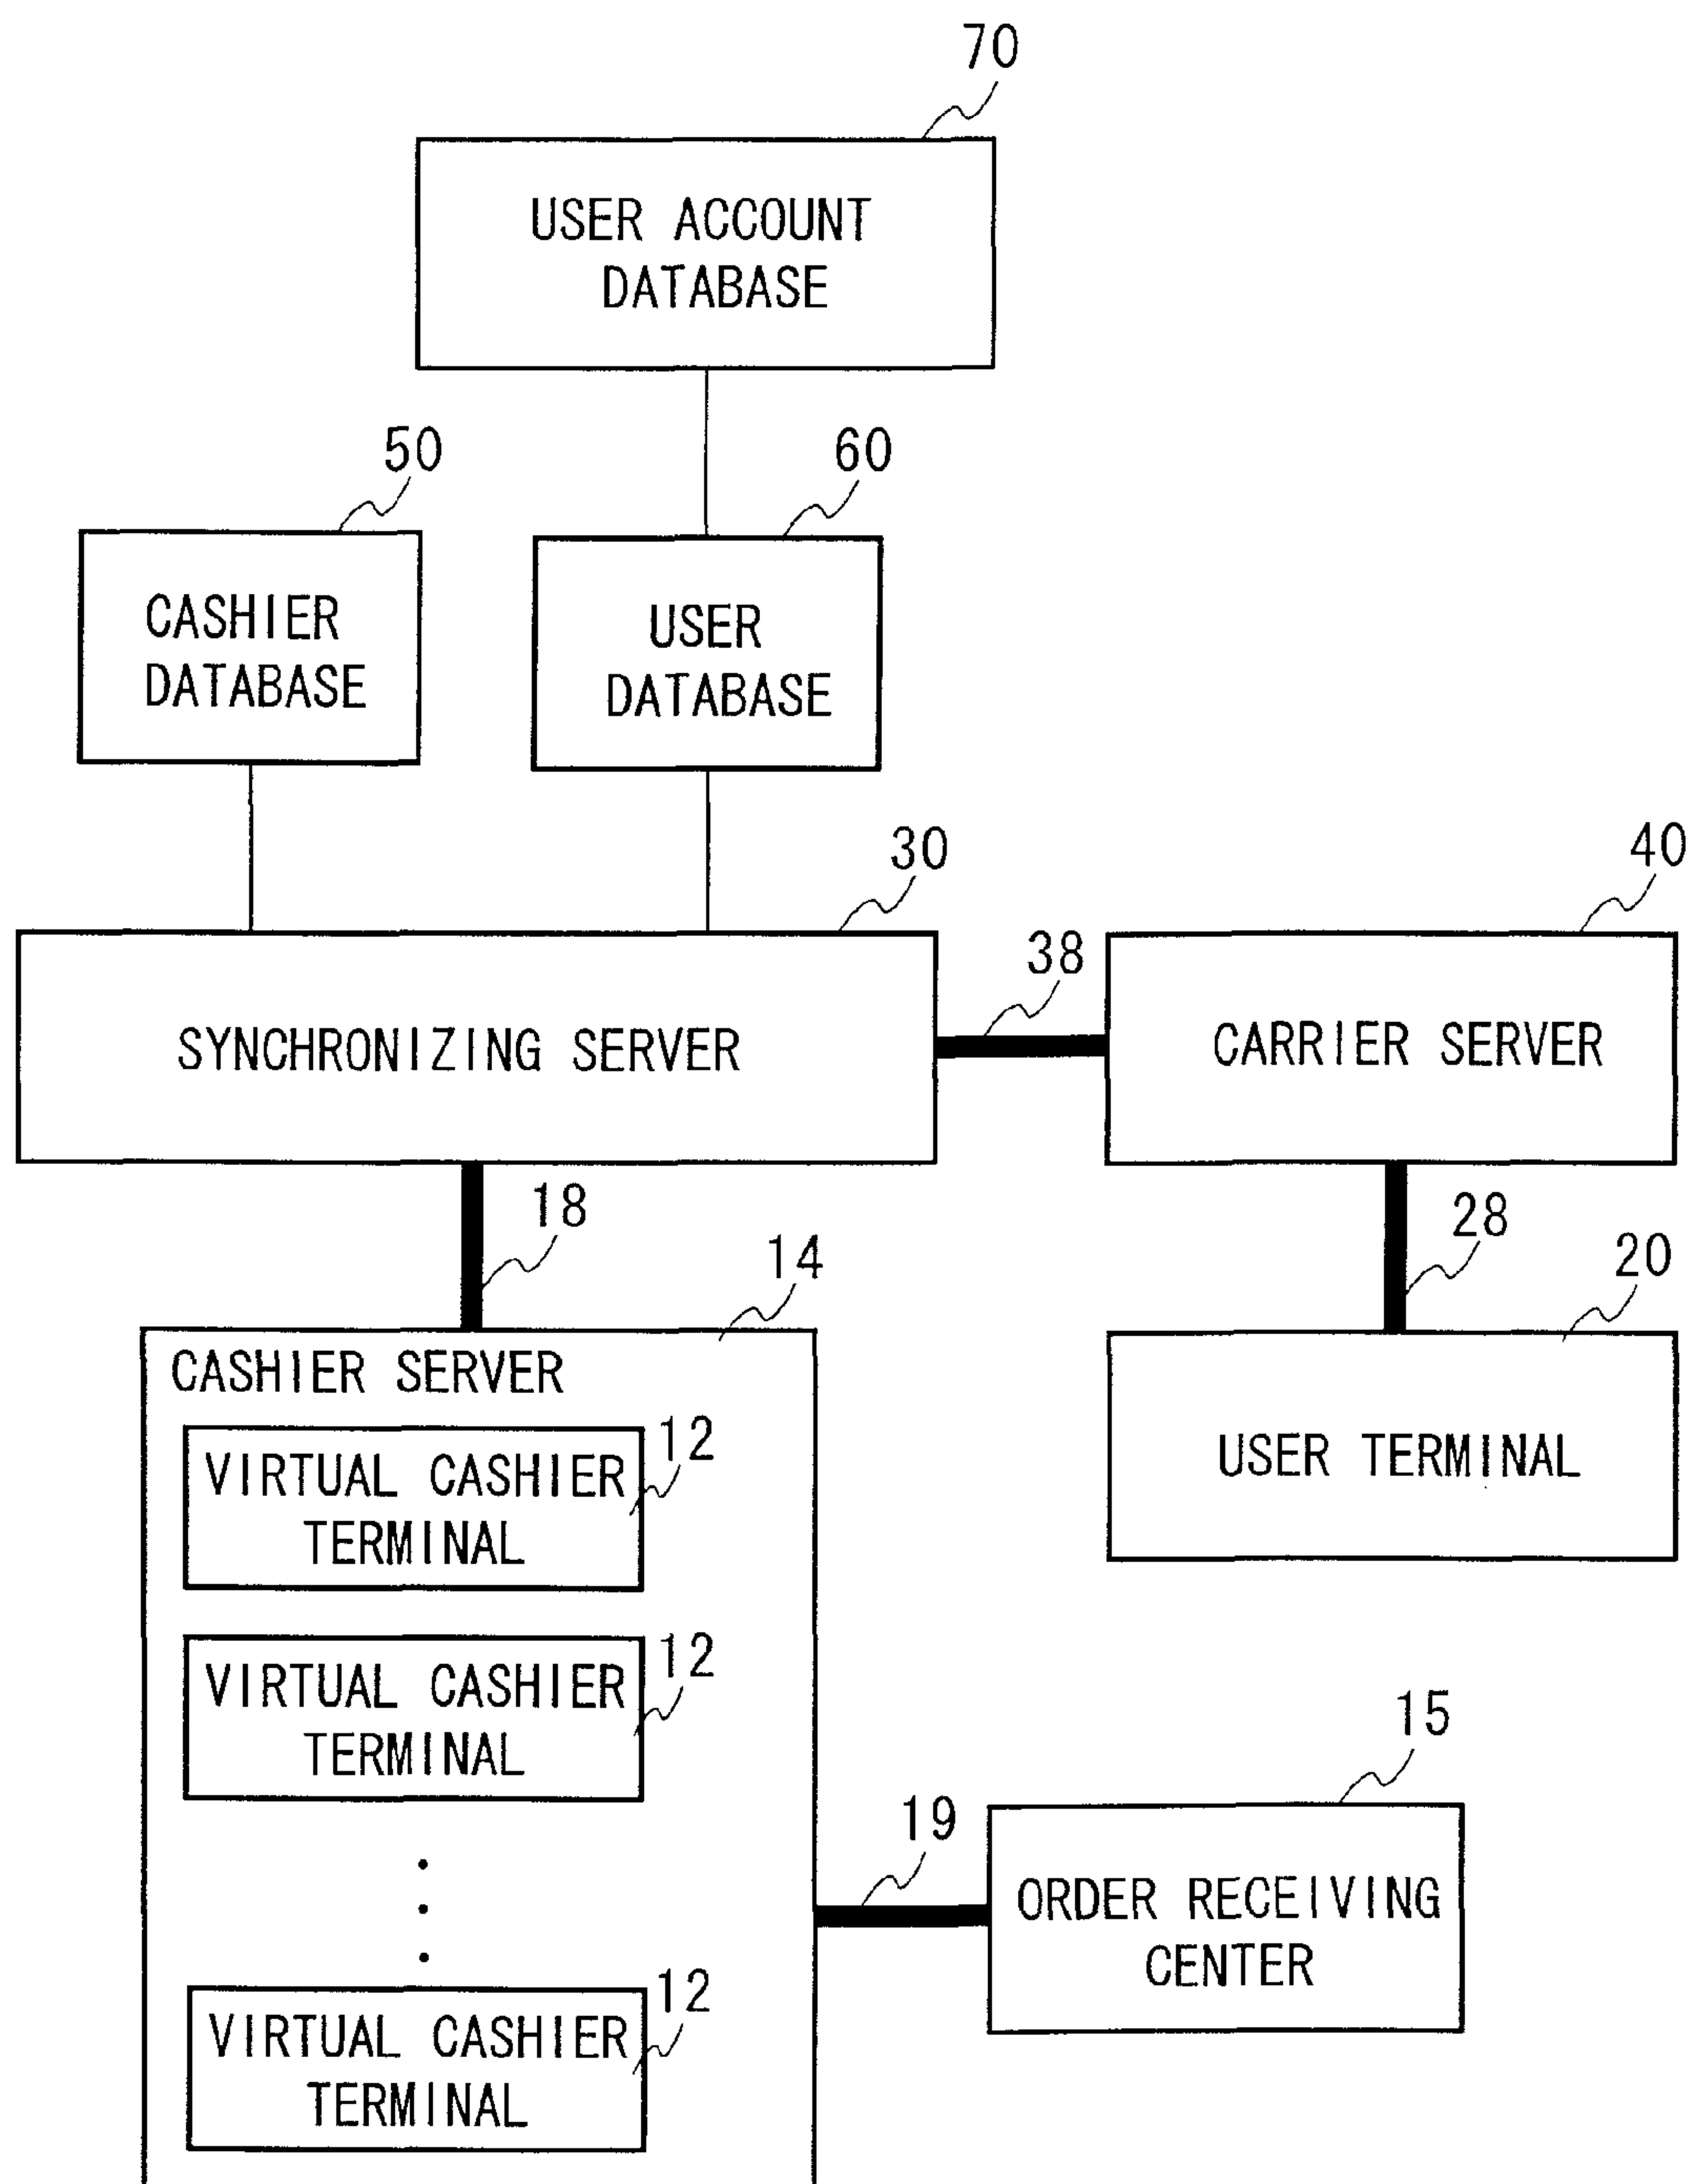 70
USER ACCOUNT
DATABASE
50
60
CASHIER
DATABASE
USER
DATABASE
30
40
38
SYNCHRONIZING SERVER
CARRIER SERVER
18
28
14
20
CASHIER SERVER
12
VIRTUAL CASHIER
TERMINAL
USER TERMINAL
12
VIRTUAL CASHIER
TERMINAL
15
19
ORDER RECEIVING
CENTER
12
VIRTUAL CASHIER
TERMINAL